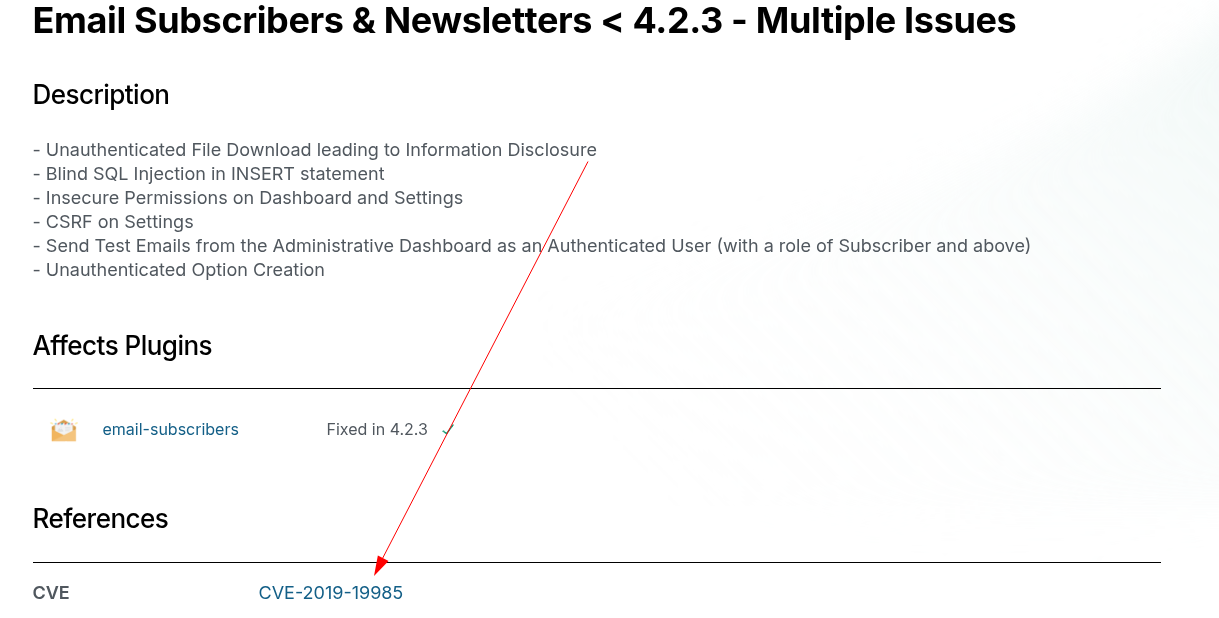 Email Subscribers & Newsletters < 4.2.3 - Multiple Issues
Description
- Unauthenticated File Download leading to Information Disclosure
- Blind SQL Injection in INSERT statement
- Insecure Permissions on Dashboard and Settings
- CSRF on Settings
- Send Test Emails from the Administrative Dashboard as an Authenticated User (with a role of Subscriber and above)
- Unauthenticated Option Creation
Affects Plugins
email-subscribers Fixed in 4.2.3
References
CVE CVE-2019-19985